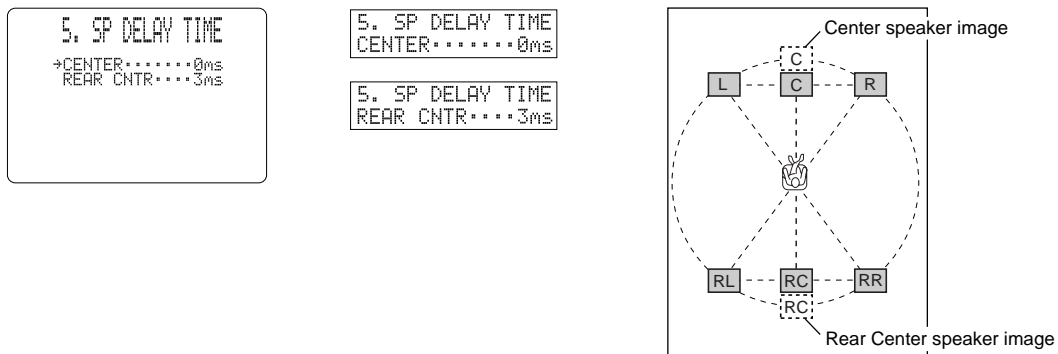 5. SP DELAY TIME
→CENTER·······0ms
REAR CNTR····3ms
5. SP DELAY TIME
CENTER·······0ms
5. SP DELAY TIME
REAR CNTR····3ms
Center speaker image
C
L C R
RL RC RR
RC
Rear Center speaker image